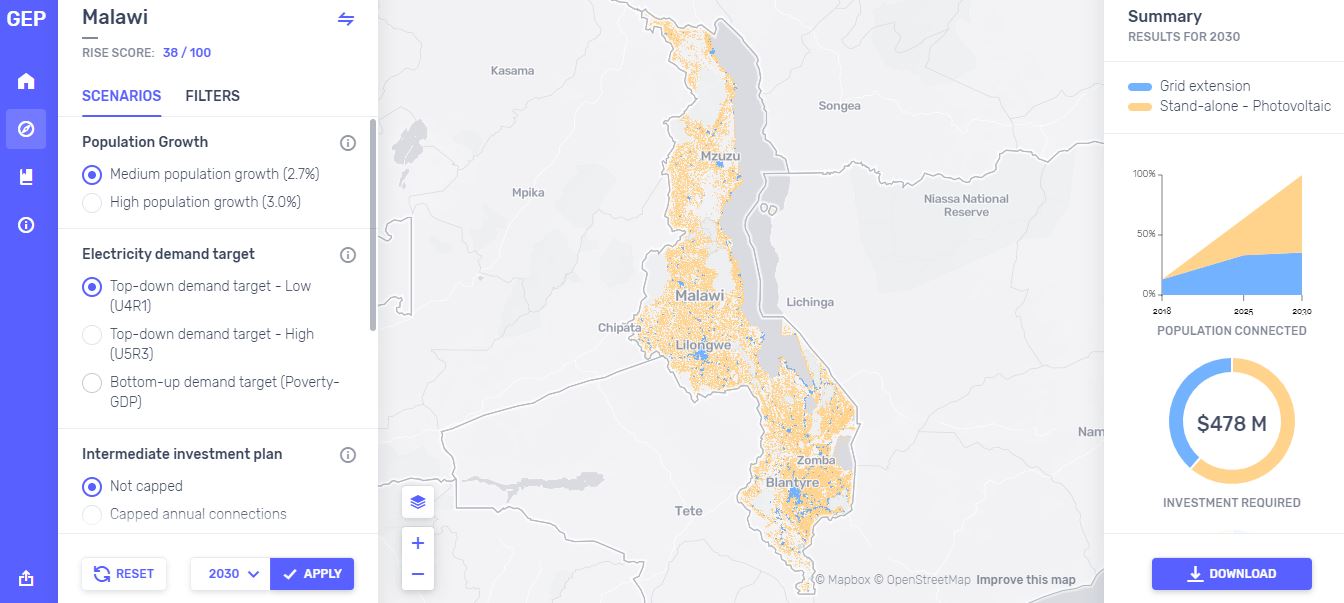 GEP
Malawi
RISE SCORE: 38 / 100
SCENARIOS FILTERS
Population Growth
Medium population growth (2.7%)
High population growth (3.0%)
Electricity demand target
Top-down demand target - Low
(U4R1)
Top-down demand target - High
(U5R3)
Bottom-up demand target (Poverty-
GDP)
Intermediate investment plan
Not capped
Capped annual connections
RESET
2030
APPLY
Kasama
Songea
Mzuzu
Mpika
Niassa National
Reserve
Malawi
Lichinga
Chipata
Lilongwe
Nam
Zomba
Blantyre
Tete
© Mapbox © OpenStreetMap Improve this map
Summary
RESULTS FOR 2030
Grid extension
Stand-alone - Photovoltaic
100%
50%
0%
2018 2025 2030
POPULATION CONNECTED
$478 M
INVESTMENT REQUIRED
DOWNLOAD